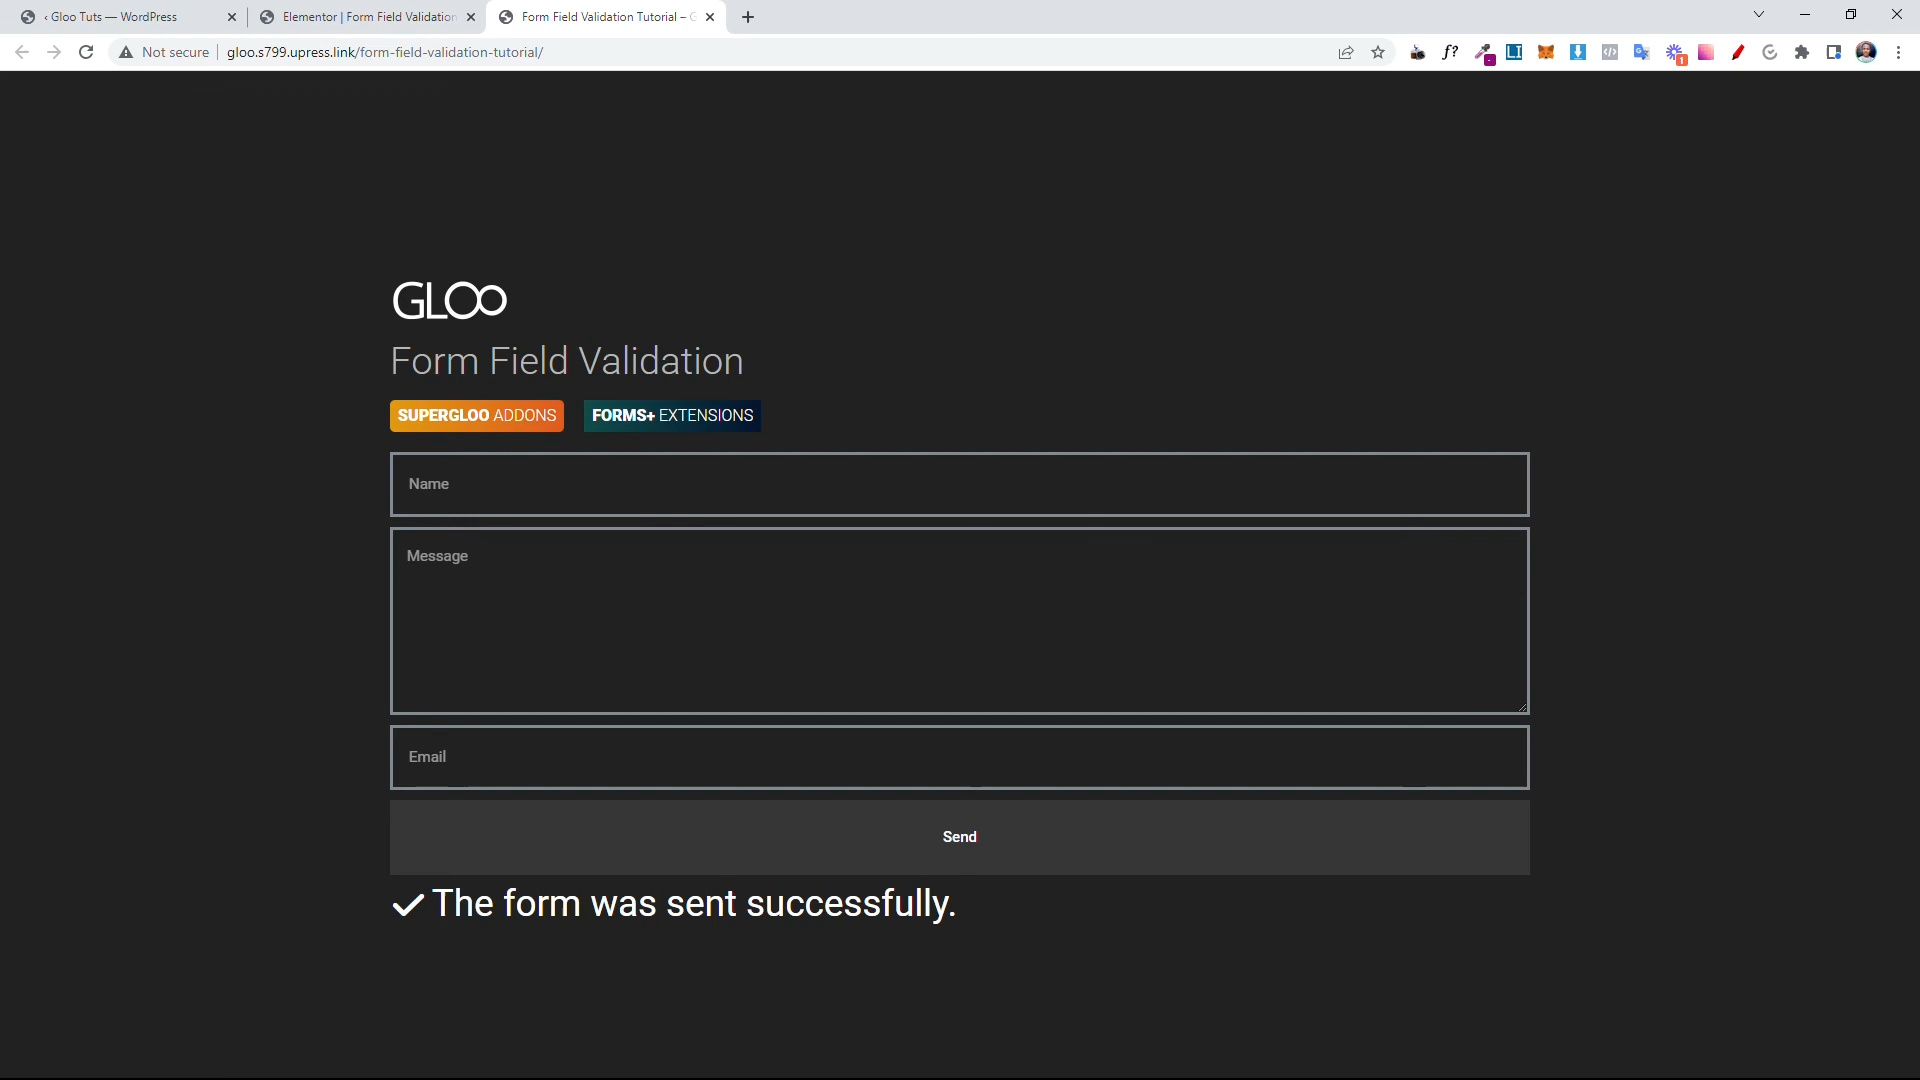 ‹ Gloo Tuts — WordPress
Elementor | Form Field Validation
Form Field Validation Tutorial – G
Not secure
gloo.s799.upress.link/form-field-validation-tutorial/
f?
LI
1
GLOO
Form Field Validation
SUPERGLOO ADDONS
FORMS+ EXTENSIONS
Name
Message
Email
Send
The form was sent successfully.